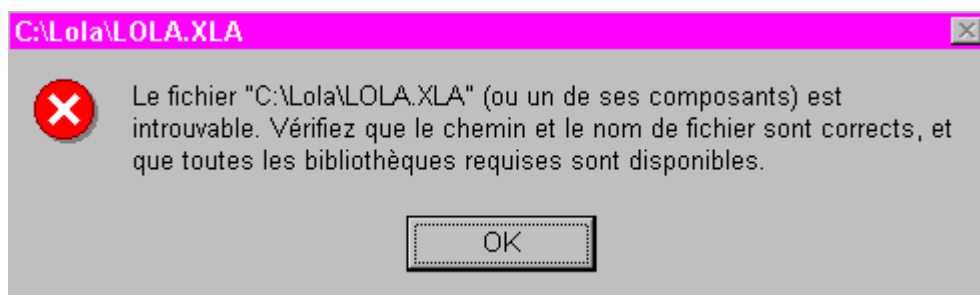 C:\Lola\LOLA.XLA
Le fichier "C:\Lola\LOLA.XLA" (ou un de ses composants) est
introuvable. Vérifiez que le chemin et le nom de fichier sont corrects, et
que toutes les bibliothèques requises sont disponibles.
OK